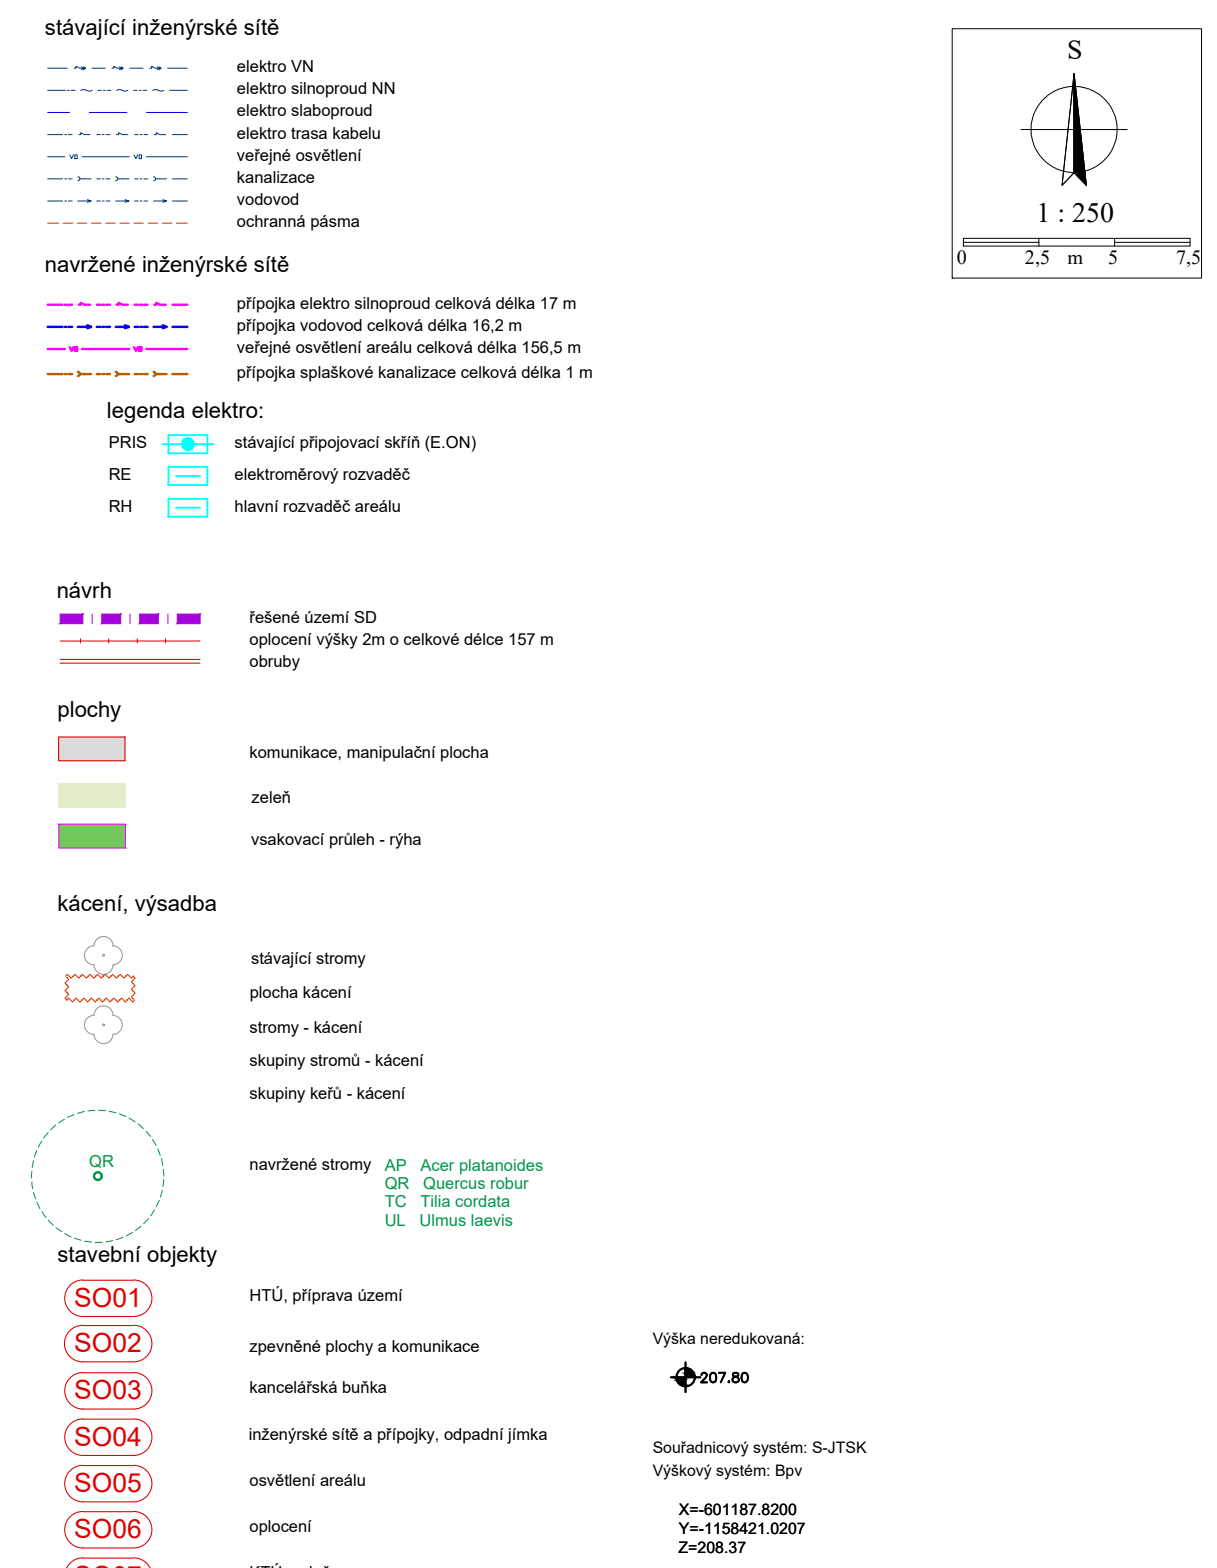 stávající inženýrské sítě
elektro VN
elektro silnoproud NN
elektro slaboproud
elektro trasa kabelu
veřejné osvětlení
kanalizace
vodovod
ochranná pásma
S
1 : 250
0 2,5 m 5 7,5
navržené inženýrské sítě
přípojka elektro silnoproud celková délka 17 m
přípojka vodovod celková délka 16,2 m
veřejné osvětlení areálu celková délka 156,5 m
přípojka splaškové kanalizace celková délka 1 m
legenda elektro:
PRIS stávající připojovací skříň (E.ON)
RE elektroměrový rozvaděč
RH hlavní rozvaděč areálu
návrh
řešené území SD
oplocení výšky 2m o celkové délce 157 m
obruby
plochy
komunikace, manipulační plocha
zeleň
vsakovací průleh - rýha
kácení, výsadba
stávající stromy
plocha kácení
stromy - kácení
skupiny stromů - kácení
skupiny keřů - kácení
QR
navržené stromy AP Acer platanoides
QR Quercus robur
TC Tilia cordata
UL Ulmus laevis
stavební objekty
SO01 HTÚ, příprava území
SO02 zpevněné plochy a komunikace
SO03 kancelářská buňka
SO04 inženýrské sítě a přípojky, odpadní jímka
SO05 osvětlení areálu
SO06 oplocení
Výška neredukovaná:
207.80
Souřadnicový systém: S-JTSK
Výškový systém: Bpv
X=-601187.8200
Y=-1158421.0207
Z=208.37